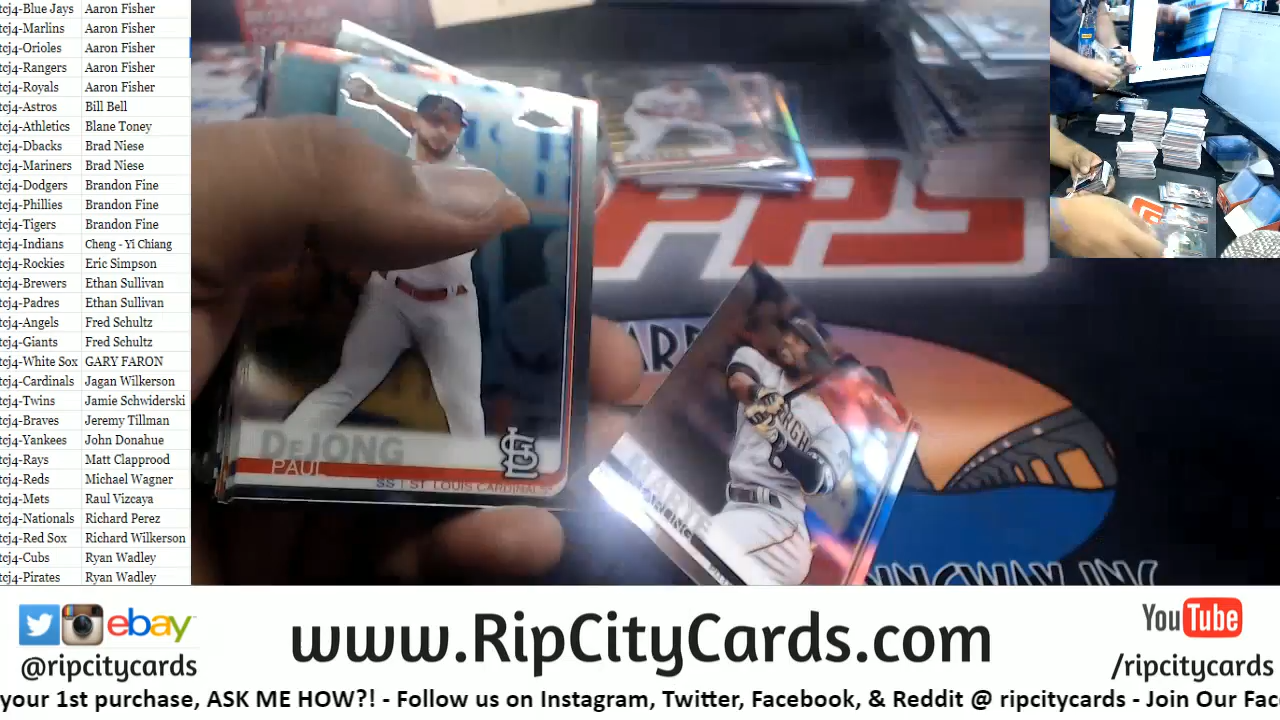 tcj4-Blue Jays Aaron Fisher
tcj4-Marlins Aaron Fisher
tcj4-Orioles Aaron Fisher
tcj4-Rangers Aaron Fisher
tcj4-Royals Aaron Fisher
tcj4-Astros Bill Bell
tcj4-Athletics Blane Toney
tcj4-Dbacks Brad Niese
tcj4-Mariners Brad Niese
tcj4-Dodgers Brandon Fine
tcj4-Phillies Brandon Fine
tcj4-Tigers Brandon Fine
tcj4-Indians Cheng - Yi Chiang
tcj4-Rockies Eric Simpson
tcj4-Brewers Ethan Sullivan
tcj4-Padres Ethan Sullivan
tcj4-Angels Fred Schultz
tcj4-Giants Fred Schultz
tcj4-White Sox GARY FARON
tcj4-Cardinals Jagan Wilkerson
tcj4-Twins Jamie Schwiderski
tcj4-Braves Jeremy Tillman
tcj4-Yankees John Donahue
tcj4-Rays Matt Clapprood
tcj4-Reds Michael Wagner
tcj4-Mets Raul Vizcaya
tcj4-Nationals Richard Perez
tcj4-Red Sox Richard Wilkerson
tcj4-Cubs Ryan Wadley
tcj4-Pirates Ryan Wadley
DeJONG
PAUL
SS | ST. LOUIS CARDINALS
MARTE
STARLING
PPS
INC
ebay
@ripcitycards
www.RipCityCards.com
YouTube
/ripcitycards
your 1st purchase, ASK ME HOW?! - Follow us on Instagram, Twitter, Facebook, & Reddit @ ripcitycards - Join Our Fac